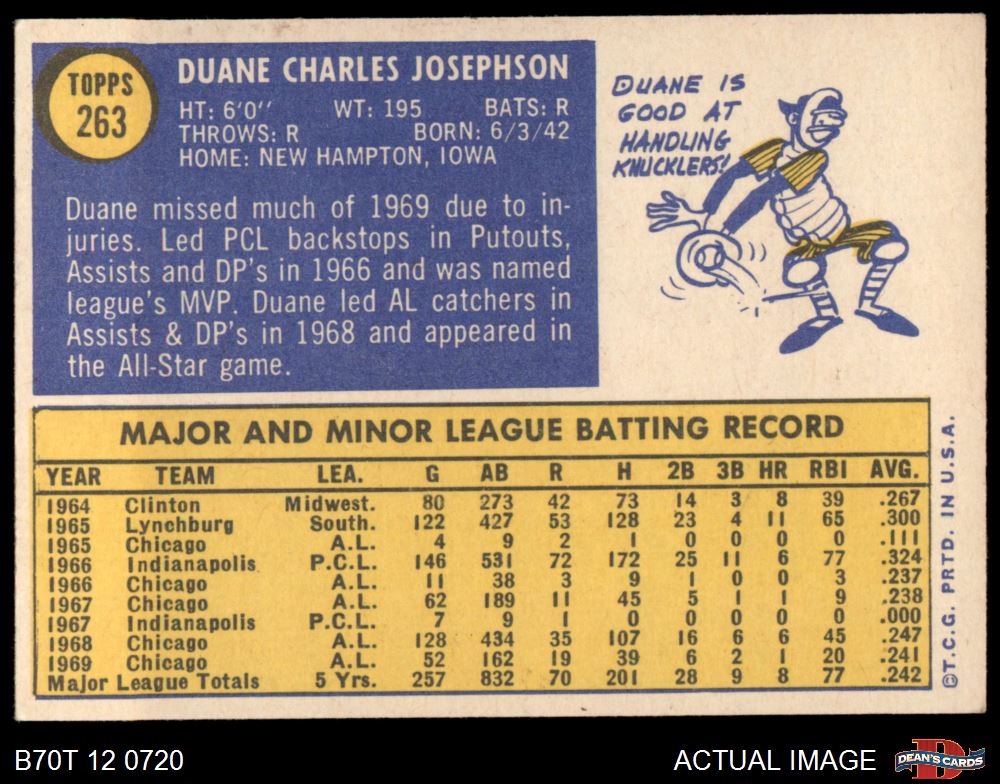 TOPPS
263
DUANE CHARLES JOSEPHSON
HT: 6'0" WT: 195 BATS: R
THROWS: R BORN: 6/3/42
HOME: NEW HAMPTON, IOWA
Duane missed much of 1969 due to in-
juries. Led PCL backstops in Putouts,
Assists and DP's in 1966 and was named
league's MVP. Duane led AL catchers in
Assists & DP's in 1968 and appeared in
the All-Star game.
DUANE IS
GOOD AT
HANDLING
KNUCKLERS!
MAJOR AND MINOR LEAGUE BATTING RECORD
YEAR TEAM LEA. G AB R H 2B 3B HR RBI AVG.
1964 Clinton Midwest. 80 273 42 73 14 3 8 39 .267
1965 Lynchburg South. 122 427 53 128 23 4 11 65 .300
1965 Chicago A.L. 4 9 2 1 0 0 0 0 .111
1966 Indianapolis P.C.L. 146 531 72 172 25 11 6 77 .324
1966 Chicago A.L. 11 38 3 9 1 0 0 3 .237
1967 Chicago A.L. 62 189 11 45 5 1 1 9 .238
1967 Indianapolis P.C.L. 7 9 1 0 0 0 0 0 .000
1968 Chicago A.L. 128 434 35 107 16 6 6 45 .247
1969 Chicago A.L. 52 162 19 39 6 2 1 20 .241
Major League Totals 5 Yrs. 257 832 70 201 28 9 8 77 .242
©T.C.G. PRTD. IN U.S.A.
B70T 12 0720
ACTUAL IMAGE
D
DEAN'S CARDS